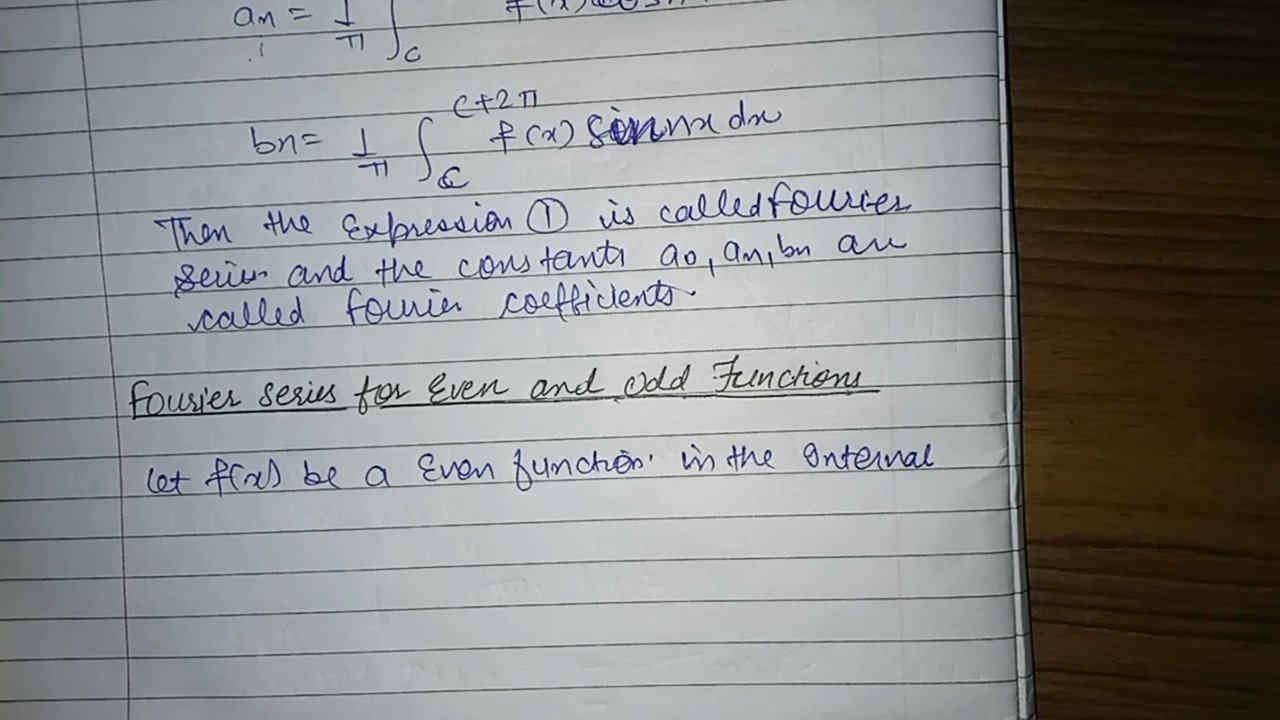 an = 1/π ∫c f(x) cos
bn = 1/π ∫c^c+2π f(x) sin nx dx
Then the Expression ① is called fourier
series and the constants a0, an, bn are
called fourier coefficients.
Fourier series for Even and Odd Functions
Let f(x) be a Even function in the Interval